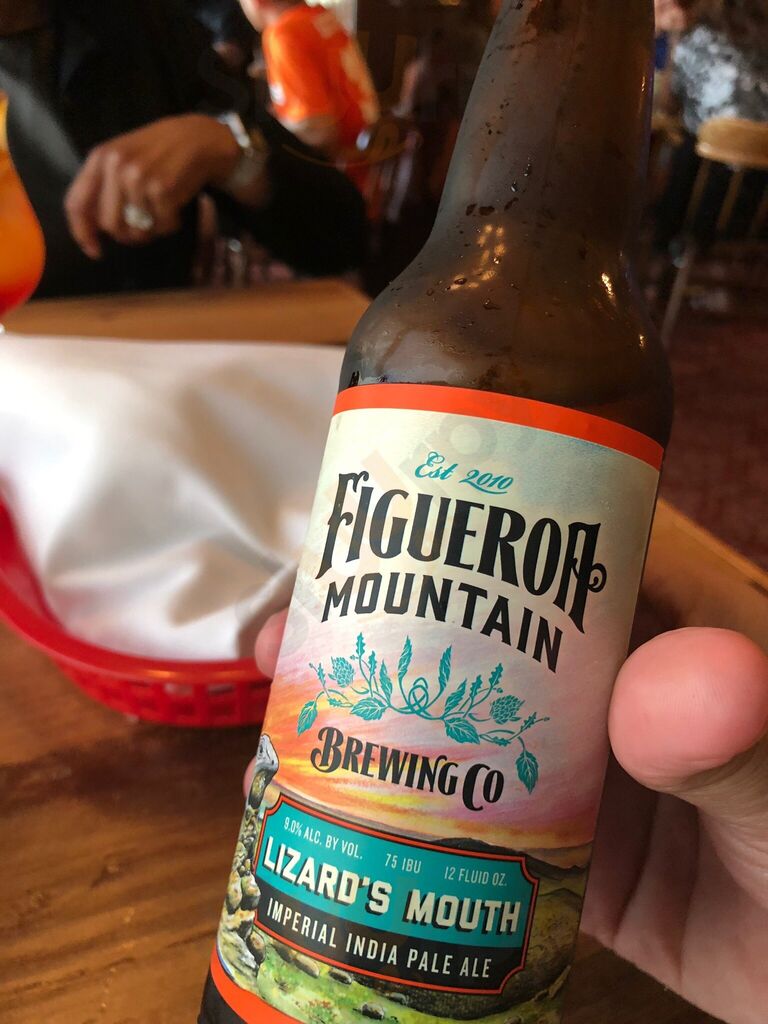 Est 2010
FIGUEROA
MOUNTAIN
BREWING CO
9.0% ALC. BY VOL. 75 IBU 12 FLUID OZ.
LIZARD'S MOUTH
IMPERIAL INDIA PALE ALE